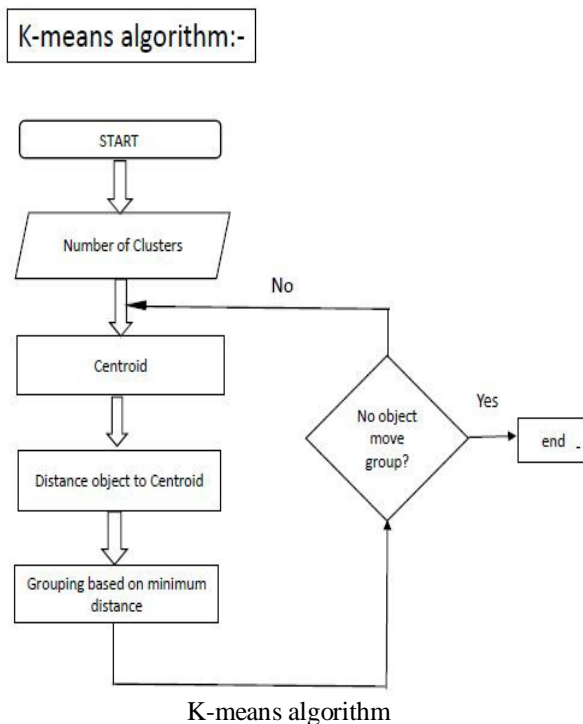 K-means algorithm:-
START
Number of Clusters
No
Centroid
No object
move
group?
Yes
end -
Distance object to Centroid
Grouping based on minimum
distance
K-means algorithm